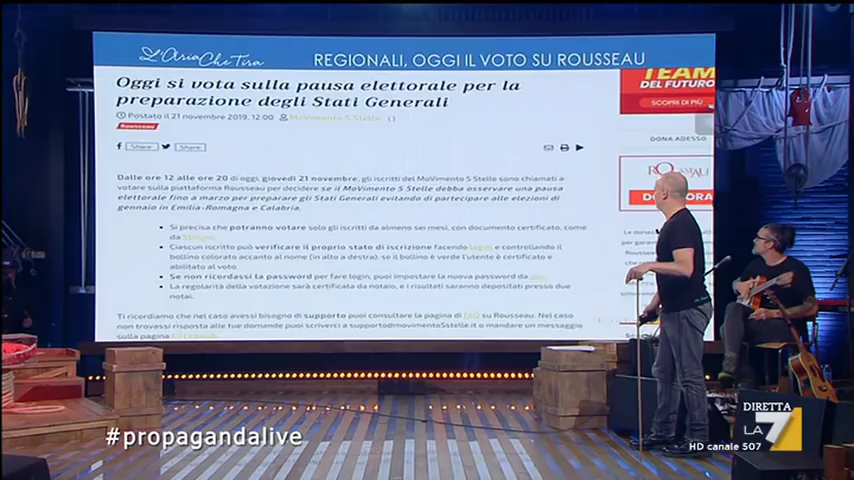 L'Aria Che Tira
REGIONALI, OGGI IL VOTO SU ROUSSEAU
Oggi si vota sulla pausa elettorale per la
preparazione degli Stati Generali
Postato il 21 novembre 2019, 12:00 MoVimento 5 Stelle ()
Rousseau
Share Share
Dalle ore 12 alle ore 20 di oggi, giovedì 21 novembre, gli iscritti del MoVimento 5 Stelle sono chiamati a
votare sulla piattaforma Rousseau per decidere se il MoVimento 5 Stelle debba osservare una pausa
elettorale fino a marzo per preparare gli Stati Generali evitando di partecipare alle elezioni di
gennaio in Emilia-Romagna e Calabria.
Si precisa che potranno votare solo gli iscritti da almeno sei mesi, con documento certificato, come
da
Ciascun iscritto può verificare il proprio stato di iscrizione facendo login e controllando il
bollino colorato accanto al nome (in alto a destra): se il bollino è verde l'utente è certificato e
abilitato al voto.
Se non ricordassi la password per fare login, puoi impostare la nuova password da
La regolarità della votazione sarà certificata da notaio, e i risultati saranno depositati presso due
notai.
Ti ricordiamo che nel caso avessi bisogno di supporto puoi consultare la pagina di FAQ su Rousseau. Nel caso
non trovassi risposta alle tue domande puoi scriverci a supporto@movimento5stelle.it o mandare un messaggio
sulla pagina
TEAM
DEL FUTURO
SCOPRI DI PIÙ
DONA ADESSO
Le dona
per garan
#propagandalive
DIRETTA
LA 7
HD canale 507